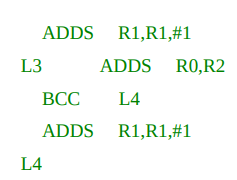 ADDS R1,R1,#1
L3 ADDS R0,R2
BCC L4
ADDS R1,R1,#1
L4